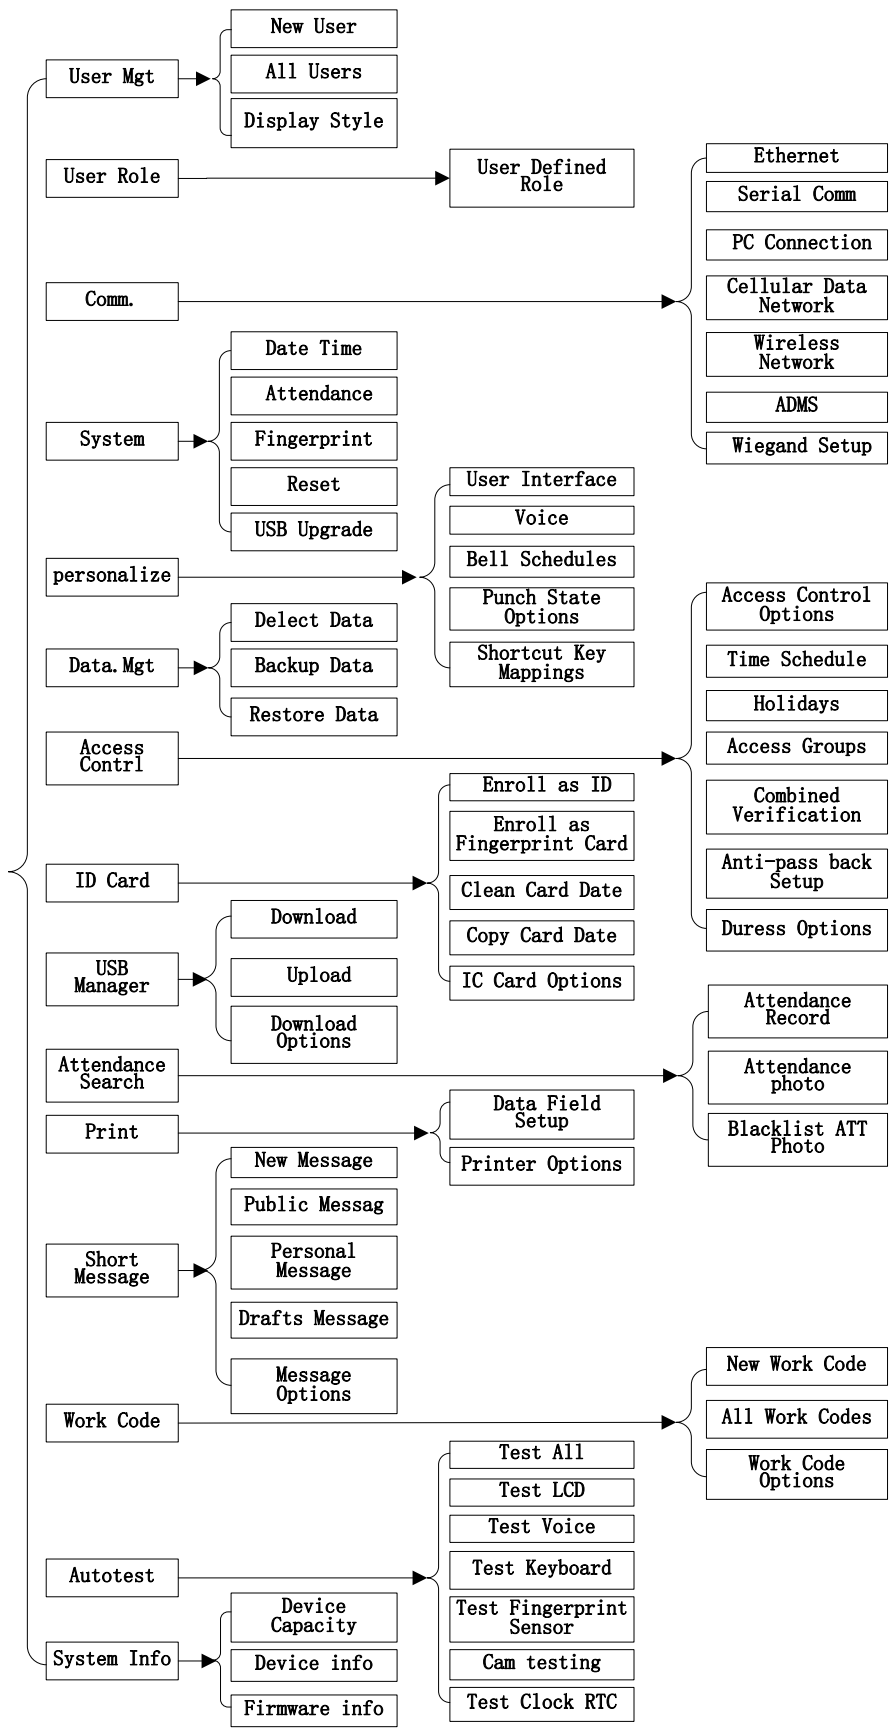 User Mgt
New User
All Users
Display Style
User Role
User Defined
Role
Comm.
Ethernet
Serial Comm
PC Connection
Cellular Data
Network
Wireless
Network
ADMS
Wiegand Setup
System
Date Time
Attendance
Fingerprint
Reset
USB Upgrade
personalize
User Interface
Voice
Bell Schedules
Punch State
Options
Shortcut Key
Mappings
Data.Mgt
Delect Data
Backup Data
Restore Data
Access
Contrl
Access Control
Options
Time Schedule
Holidays
Access Groups
Combined
Verification
Anti-pass back
Setup
Duress Options
ID Card
Enroll as ID
Enroll as
Fingerprint Card
Clean Card Date
Copy Card Date
IC Card Options
USB
Manager
Download
Upload
Download
Options
Attendance
Search
Attendance
Record
Attendance
photo
Blacklist ATT
Photo
Print
Data Field
Setup
Printer Options
Short
Message
New Message
Public Messag
Personal
Message
Drafts Message
Message
Options
Work Code
New Work Code
All Work Codes
Work Code
Options
Autotest
Test All
Test LCD
Test Voice
Test Keyboard
Test Fingerprint
Sensor
Cam testing
Test Clock RTC
System Info
Device
Capacity
Device info
Firmware info